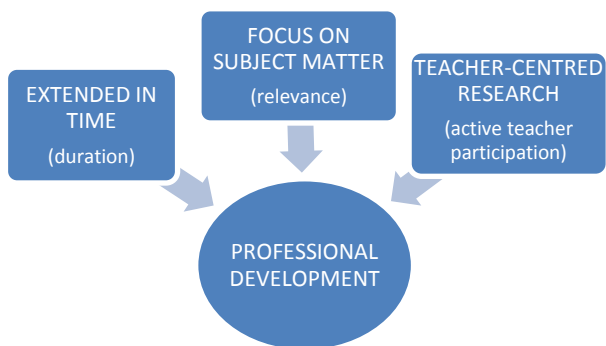 EXTENDED IN
TIME
(duration)
FOCUS ON
SUBJECT MATTER
(relevance)
TEACHER-CENTRED
RESEARCH
(active teacher
participation)
PROFESSIONAL
DEVELOPMENT